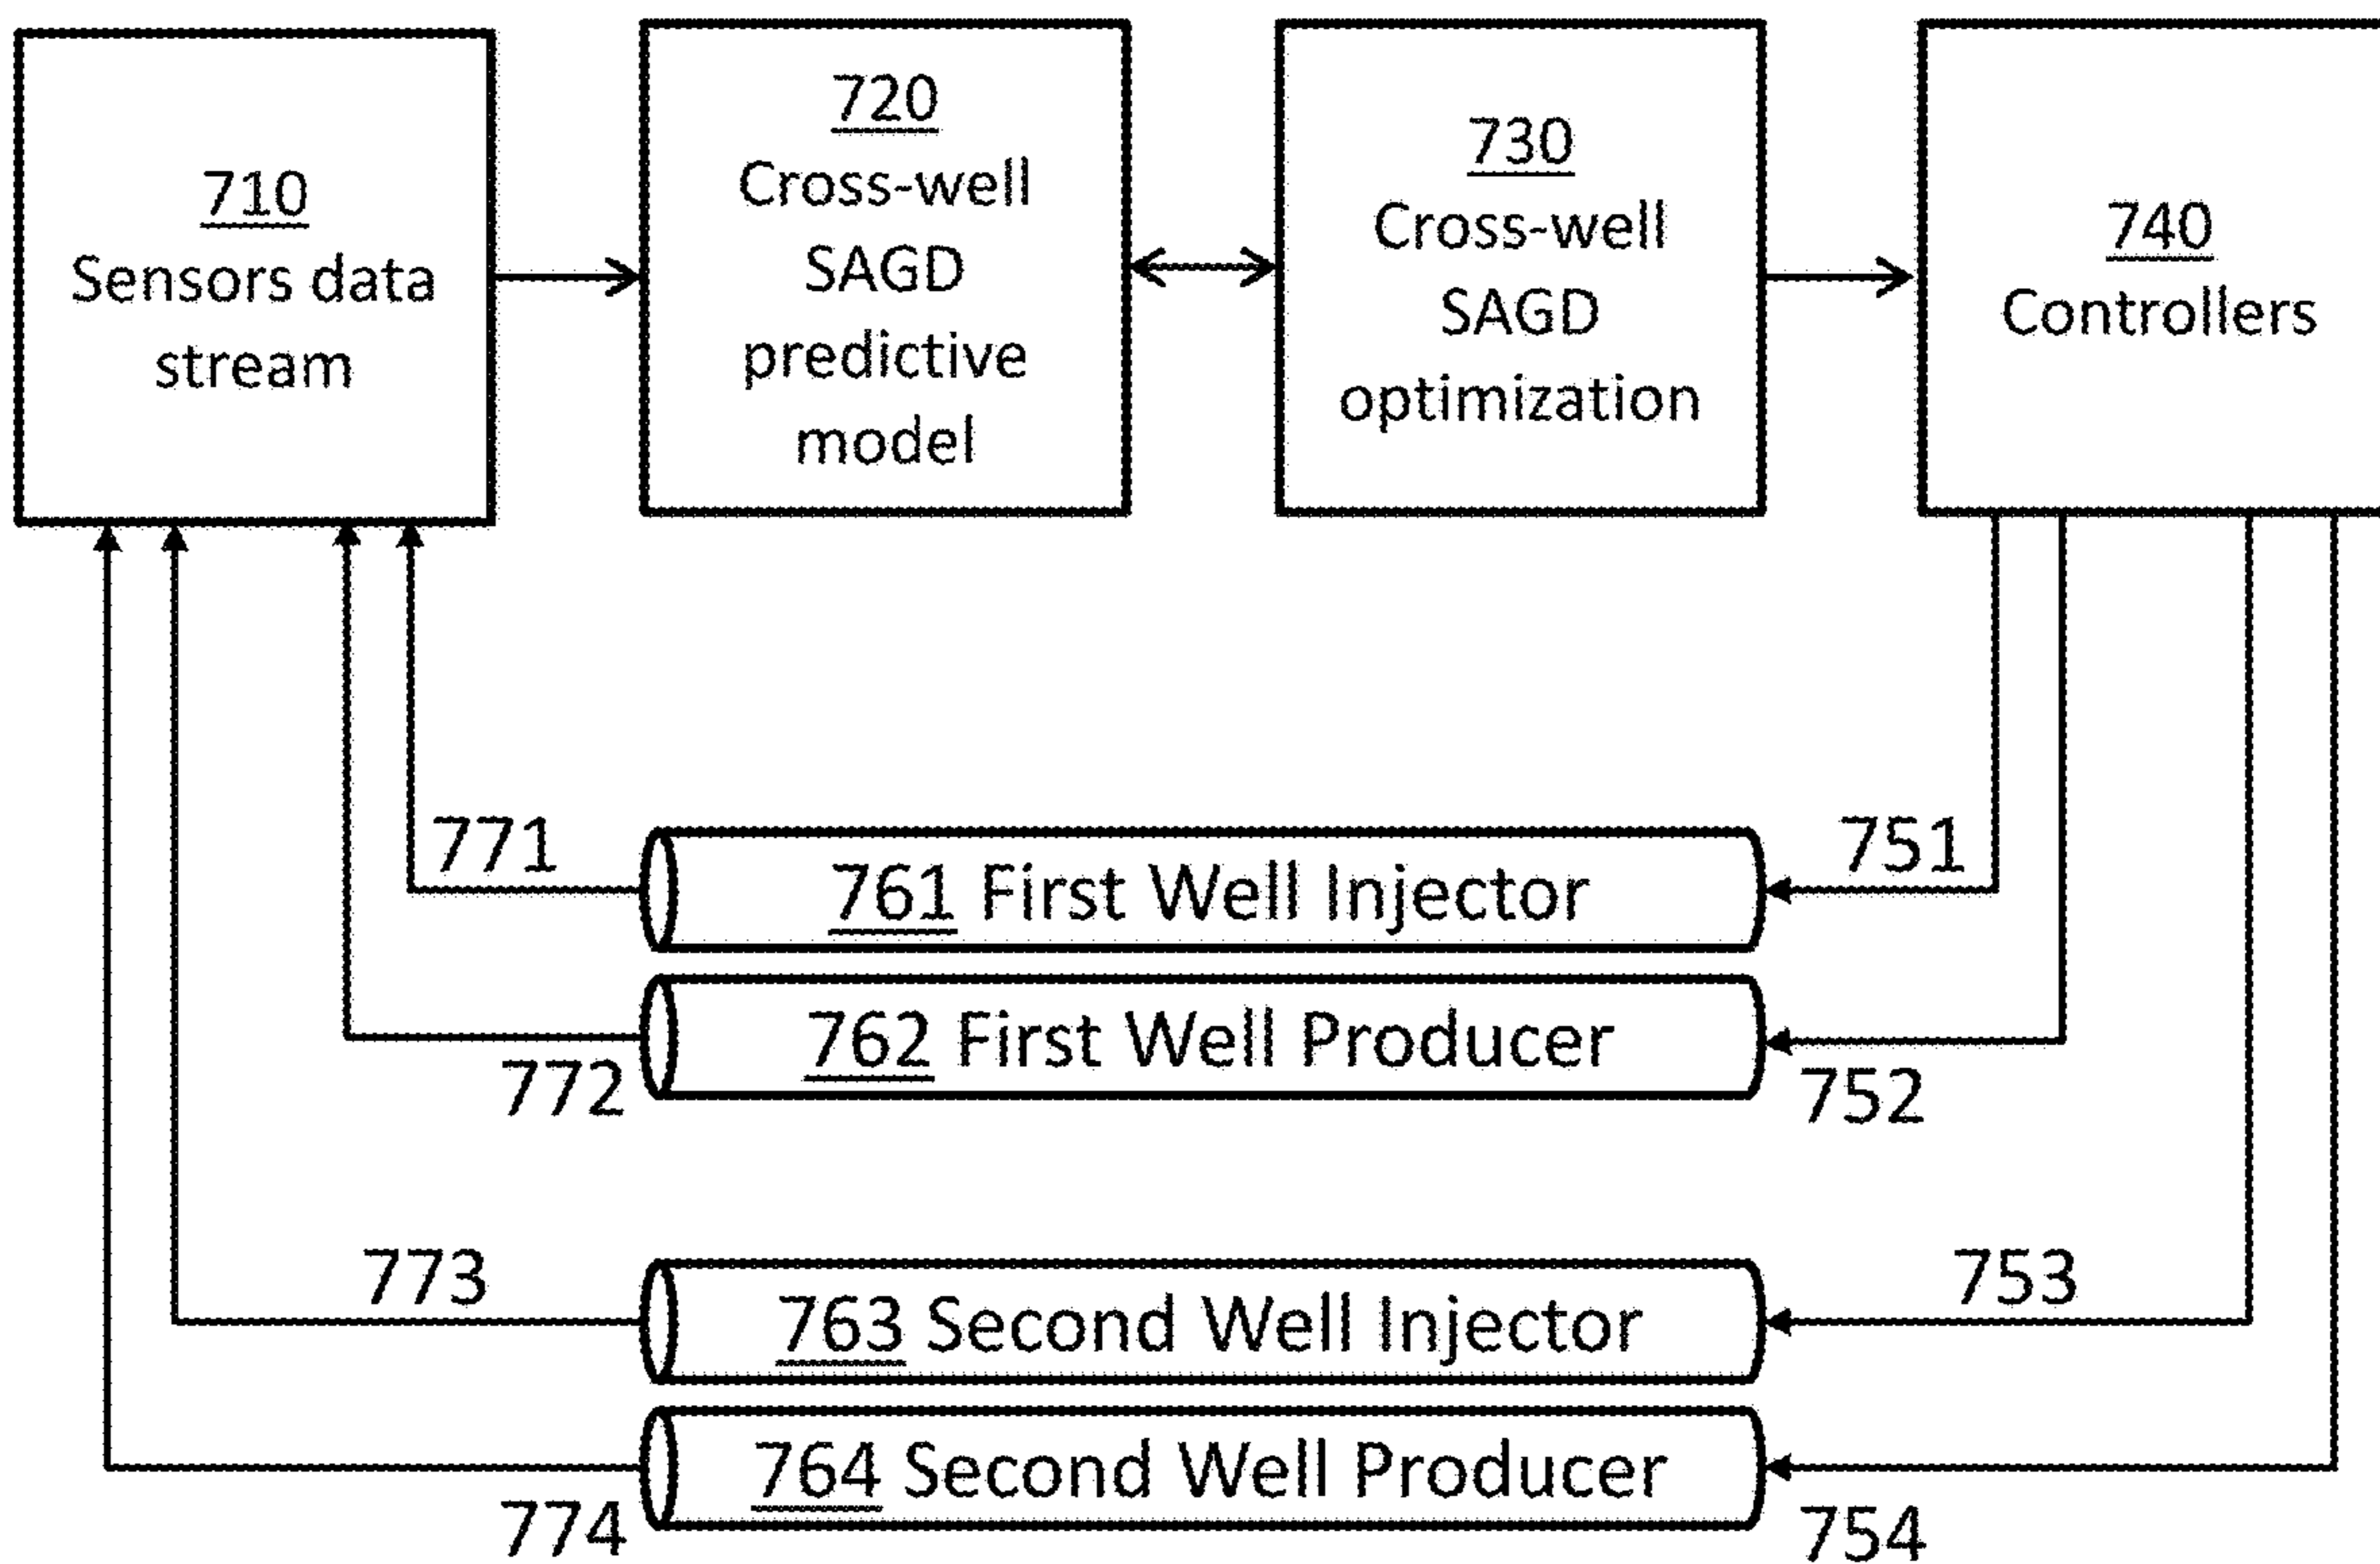 710
Sensors data
stream
720
Cross-well
SAGD
predictive
model
730
Cross-well
SAGD
optimization
740
Controllers
771
761 First Well Injector
751
762 First Well Producer
772
752
773
763 Second Well Injector
753
764 Second Well Producer
774
754